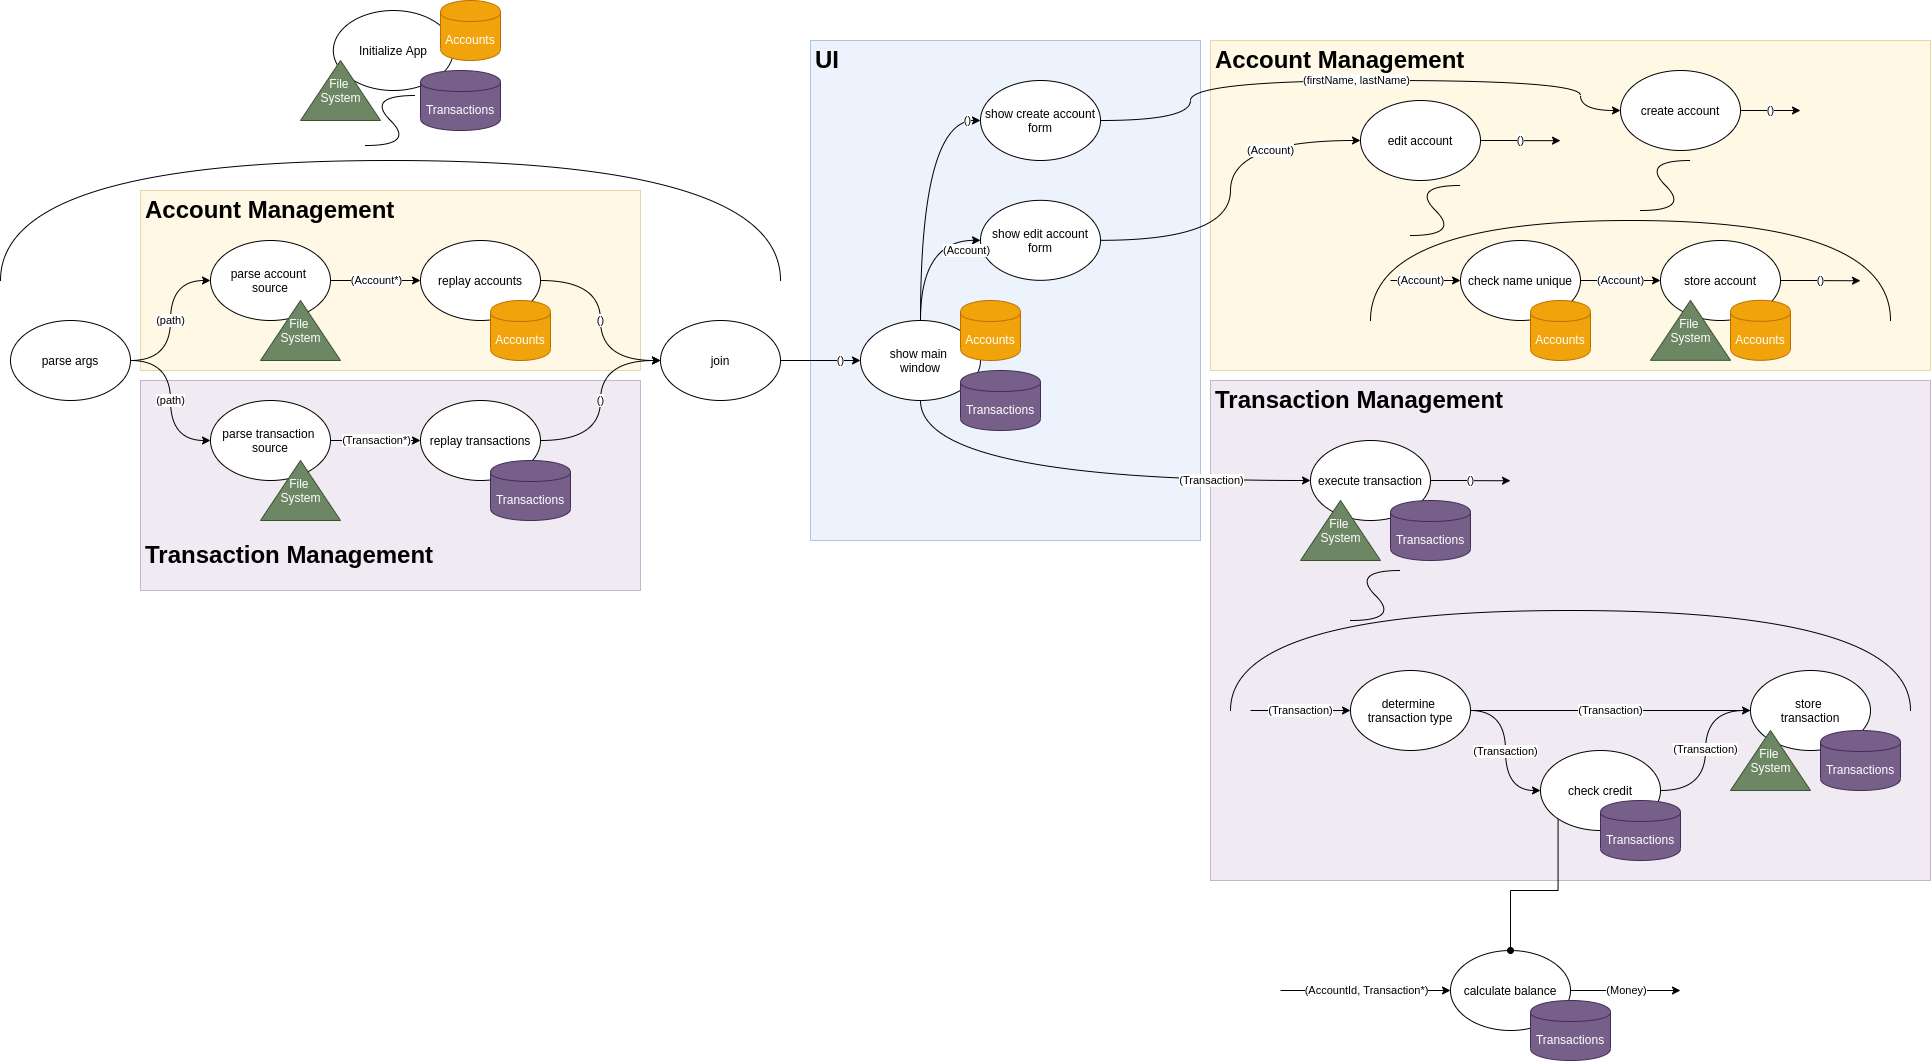 Initialize App
Accounts
File
System
Transactions
Account Management
parse account
source
File
System
(Account*)
replay accounts
Accounts
(path)
()
parse args
join
(path)
()
parse transaction
source
File
System
(Transaction*)
replay transactions
Transactions
Transaction Management
UI
show create account
form
()
show edit account
form
(Account)
()
show main
window
Accounts
Transactions
Account Management
(firstName, lastName)
create account
()
(Account)
edit account
()
(Account)
check name unique
Accounts
(Account)
store account
File
System
Accounts
()
Transaction Management
(Transaction)
execute transaction
()
File
System
Transactions
(Transaction)
determine
transaction type
(Transaction)
store
transaction
File
System
Transactions
(Transaction)
(Transaction)
check credit
Transactions
(AccountId, Transaction*)
calculate balance
(Money)
Transactions